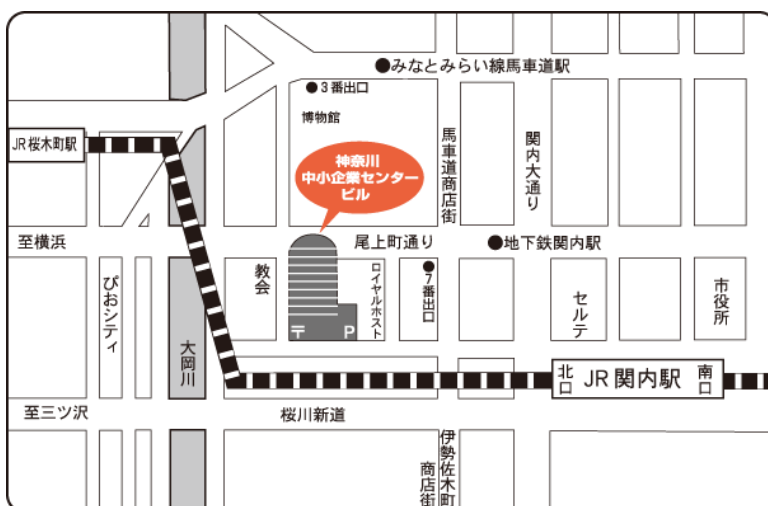 ●みなとみらい線馬車道駅
●3番出口
博物館
JR桜木町駅
神奈川
中小企業センター
ビル
馬車道商店街
関内大通り
至横浜
尾上町通り
●地下鉄関内駅
ぴおシティ
大岡川
教会
ロイヤルホスト
●7番出口
セルテ
市役所
〒 P
北口 JR関内駅 南口
至三ツ沢
桜川新道
伊勢佐木町
商店街